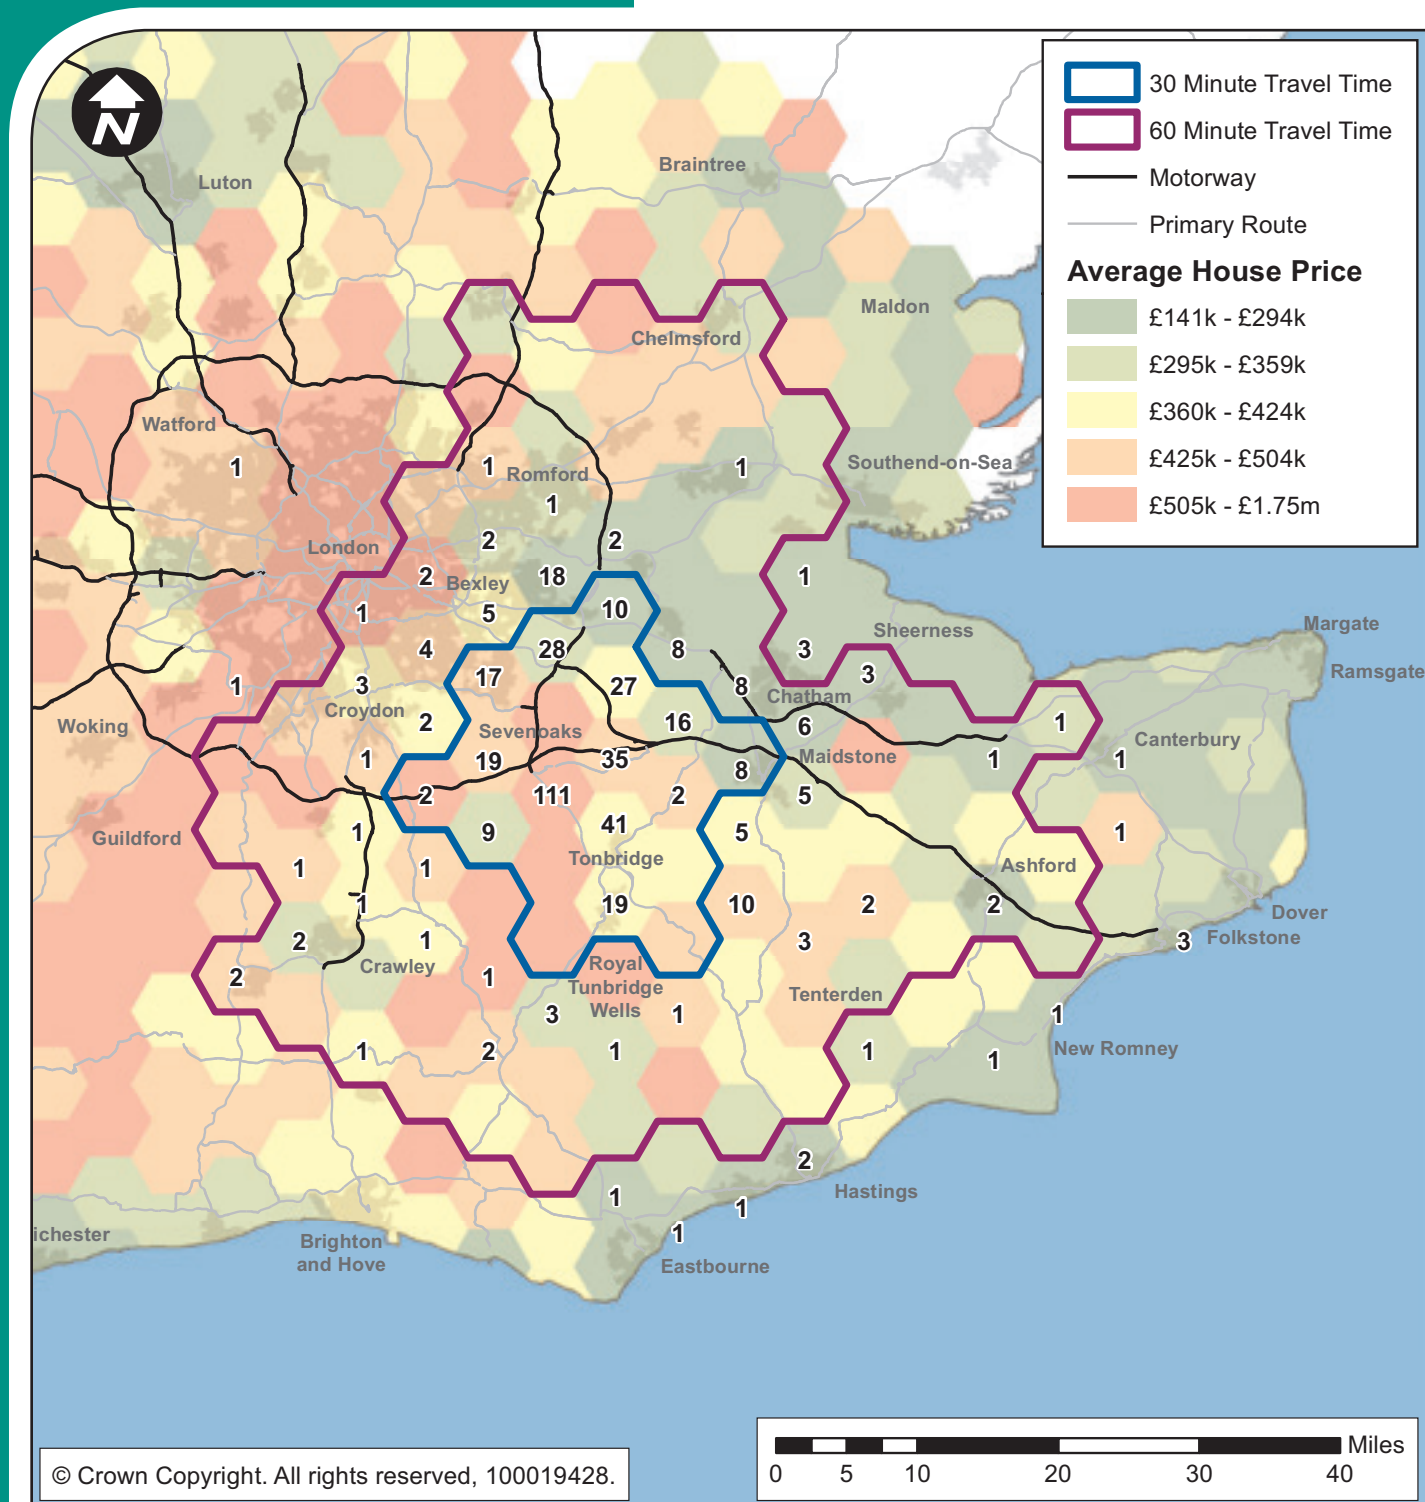 30 Minute Travel Time
60 Minute Travel Time
Motorway
Primary Route
Average House Price
£141k - £294k
£295k - £359k
£360k - £424k
£425k - £504k
£505k - £1.75m
N
Braintree
Luton
Maldon
Chelmsford
Watford
1
1
Romford
1
Southend-on-Sea
1
London
2
2
2
Bexley
18
1
1
5
10
Margate
4
28
8
3
Sheerness
Ramsgate
1
3
17
27
8
Chatham
3
Croydon
2
16
6
1
Woking
Sevenoaks
Canterbury
1
19
35
8
Maidstone
1
1
2
111
2
5
Guildford
1
9
41
5
1
1
1
Tonbridge
Ashford
1
19
10
2
2
Dover
2
1
3
3
Folkstone
Crawley
2
1
Royal
Tunbridge
Wells
Tenterden
3
1
1
1
2
1
1
1
New Romney
2
Hastings
1
1
1
ichester
Brighton
and Hove
Eastbourne
Miles
0 5 10 20 30 40
© Crown Copyright. All rights reserved, 100019428.